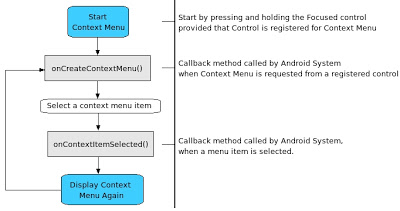 Start
Context Menu
Start by pressing and holding the Focused control
provided that Control is registered for Context Menu
onCreateContextMenu()
Callback method called by Android System
when Context Menu is requested from a registered control
Select a context menu item
onContextItemSelected()
Callback method called by Android System,
when a menu item is selected.
Display Context
Menu Again